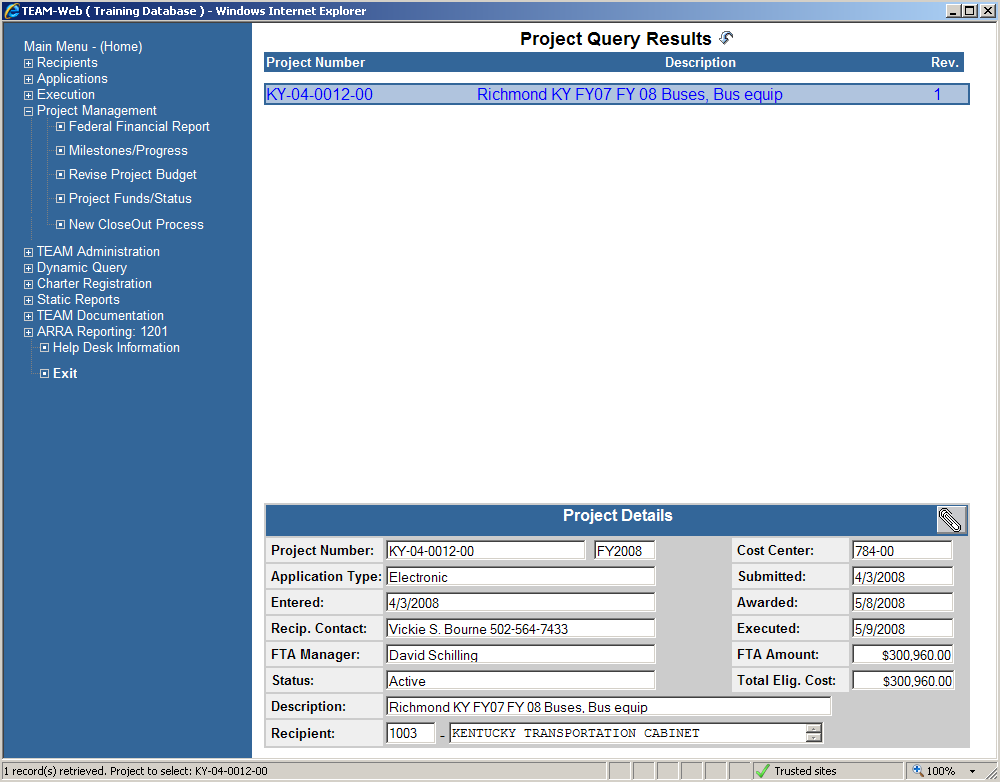 TEAM-Web ( Training Database ) - Windows Internet Explorer
Main Menu - (Home)
Recipients
Applications
Execution
Project Management
Federal Financial Report
Milestones/Progress
Revise Project Budget
Project Funds/Status
New CloseOut Process
TEAM Administration
Dynamic Query
Charter Registration
Static Reports
TEAM Documentation
ARRA Reporting: 1201
Help Desk Information
Exit
Project Query Results
Project Number Description Rev.
KY-04-0012-00 Richmond KY FY07 FY 08 Buses, Bus equip 1
Project Details
Project Number: KY-04-0012-00 FY2008 Cost Center: 784-00
Application Type: Electronic Submitted: 4/3/2008
Entered: 4/3/2008 Awarded: 5/8/2008
Recip. Contact: Vickie S. Bourne 502-564-7433 Executed: 5/9/2008
FTA Manager: David Schilling FTA Amount: $300,960.00
Status: Active Total Elig. Cost: $300,960.00
Description: Richmond KY FY07 FY 08 Buses, Bus equip
Recipient: 1003 - KENTUCKY TRANSPORTATION CABINET
1 record(s) retrieved. Project to select: KY-04-0012-00 Trusted sites 100%